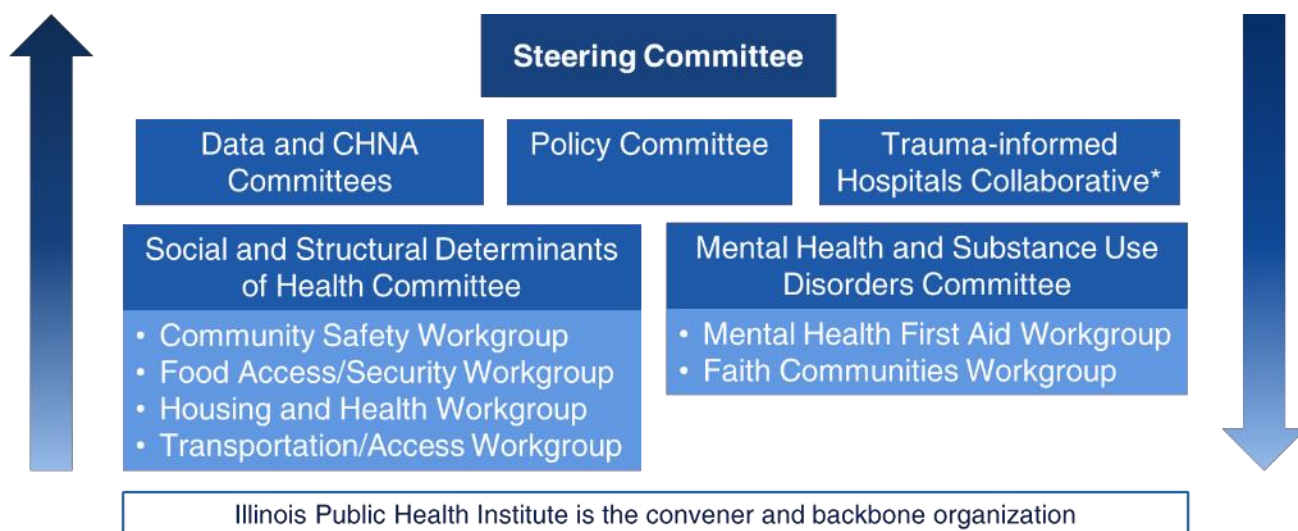 Steering Committee
Data and CHNA
Committees
Policy Committee
Trauma-informed
Hospitals Collaborative*
Social and Structural Determinants
of Health Committee
• Community Safety Workgroup
• Food Access/Security Workgroup
• Housing and Health Workgroup
• Transportation/Access Workgroup
Mental Health and Substance Use
Disorders Committee
• Mental Health First Aid Workgroup
• Faith Communities Workgroup
Illinois Public Health Institute is the convener and backbone organization